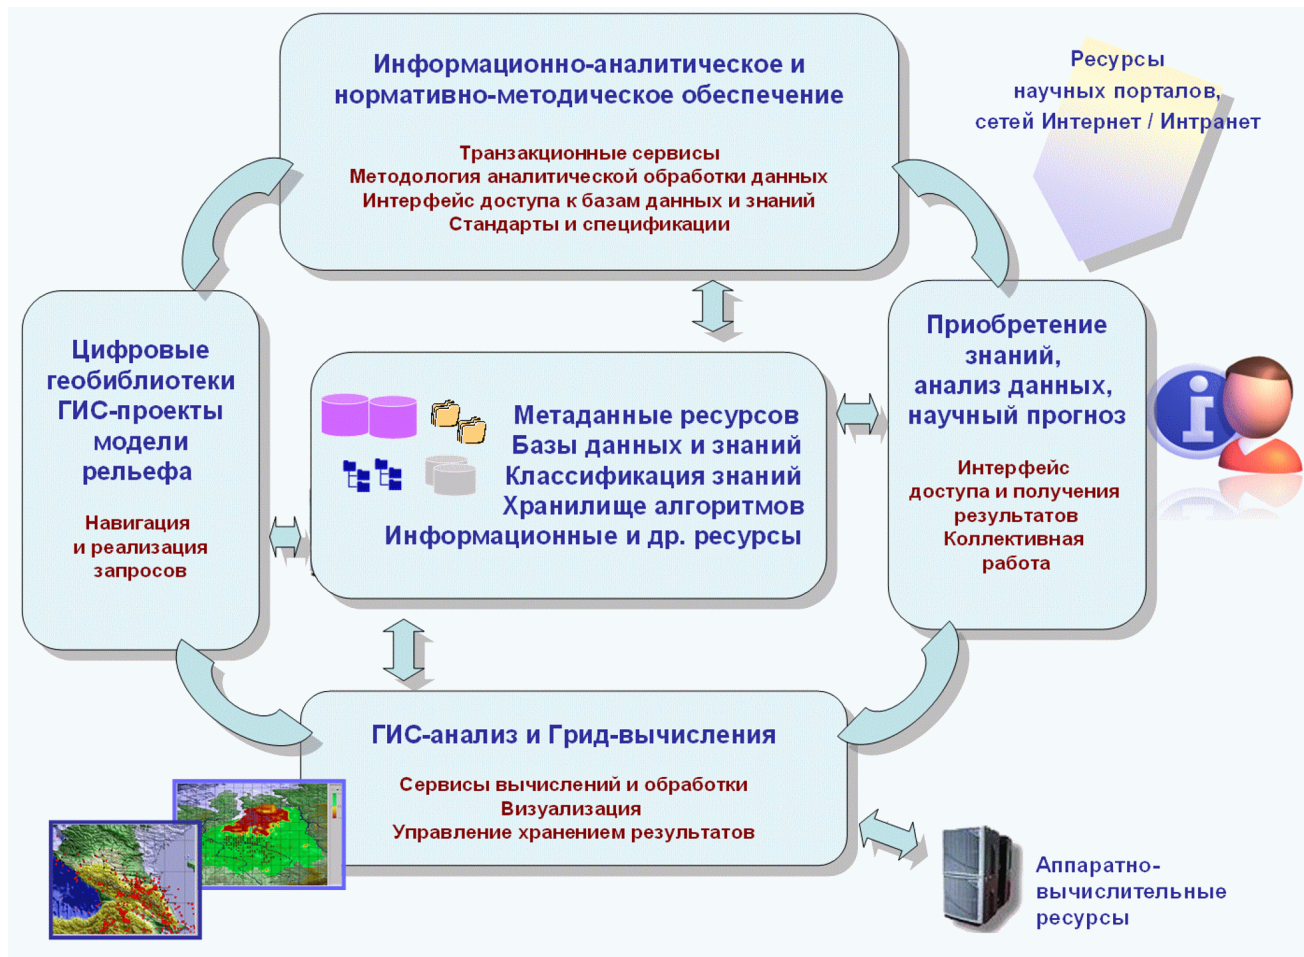 Информационно-аналитическое и
нормативно-методическое обеспечение
Транзакционные сервисы
Методология аналитической обработки данных
Интерфейс доступа к базам данных и знаний
Стандарты и спецификации
Ресурсы
научных порталов,
сетей Интернет / Интранет
Цифровые
геобиблиотеки
ГИС-проекты
модели
рельефа
Навигация
и реализация
запросов
Метаданные ресурсов
Базы данных и знаний
Классификация знаний
Хранилище алгоритмов
Информационные и др. ресурсы
Приобретение
знаний,
анализ данных,
научный прогноз
Интерфейс
доступа и получения
результатов
Коллективная
работа
i
ГИС-анализ и Грид-вычисления
Сервисы вычислений и обработки
Визуализация
Управление хранением результатов
Аппаратно-
вычислительные
ресурсы